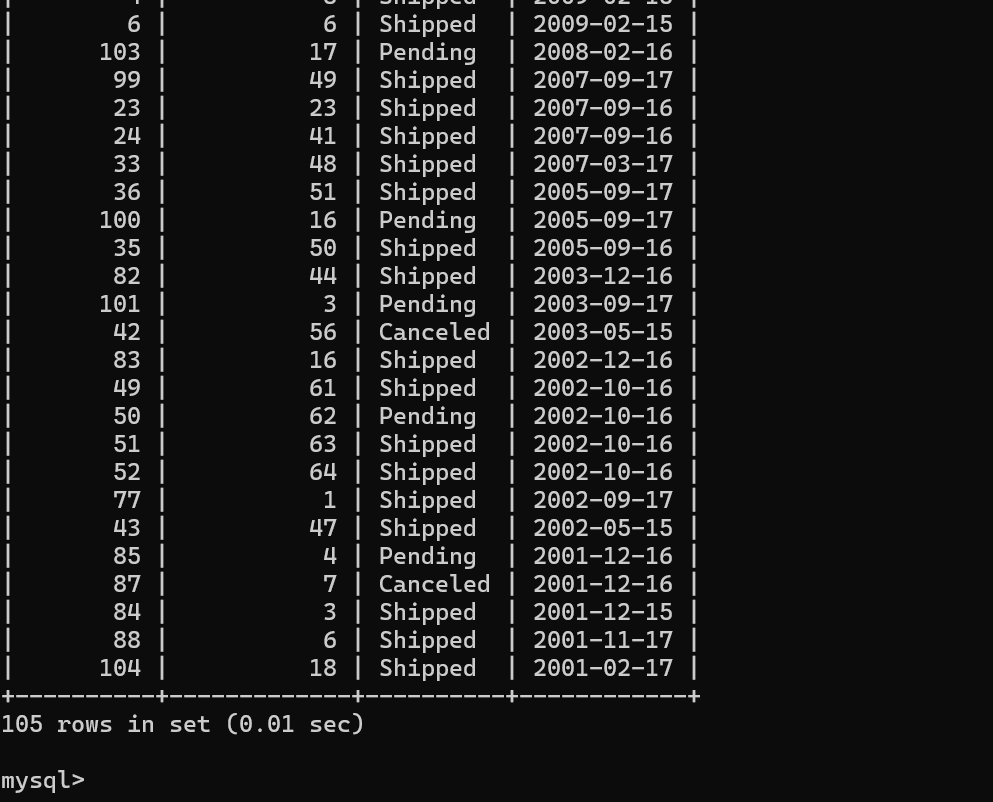 | 6 | 6 | Shipped | 2009-02-15 |
| 103 | 17 | Pending | 2008-02-16 |
| 99 | 49 | Shipped | 2007-09-17 |
| 23 | 23 | Shipped | 2007-09-16 |
| 24 | 41 | Shipped | 2007-09-16 |
| 33 | 48 | Shipped | 2007-03-17 |
| 36 | 51 | Shipped | 2005-09-17 |
| 100 | 16 | Pending | 2005-09-17 |
| 35 | 50 | Shipped | 2005-09-16 |
| 82 | 44 | Shipped | 2003-12-16 |
| 101 | 3 | Pending | 2003-09-17 |
| 42 | 56 | Canceled | 2003-05-15 |
| 83 | 16 | Shipped | 2002-12-16 |
| 49 | 61 | Shipped | 2002-10-16 |
| 50 | 62 | Pending | 2002-10-16 |
| 51 | 63 | Shipped | 2002-10-16 |
| 52 | 64 | Shipped | 2002-10-16 |
| 77 | 1 | Shipped | 2002-09-17 |
| 43 | 47 | Shipped | 2002-05-15 |
| 85 | 4 | Pending | 2001-12-16 |
| 87 | 7 | Canceled | 2001-12-16 |
| 84 | 3 | Shipped | 2001-12-15 |
| 88 | 6 | Shipped | 2001-11-17 |
| 104 | 18 | Shipped | 2001-02-17 |
+----------+-------------+----------+------------+
105 rows in set (0.01 sec)
mysql>